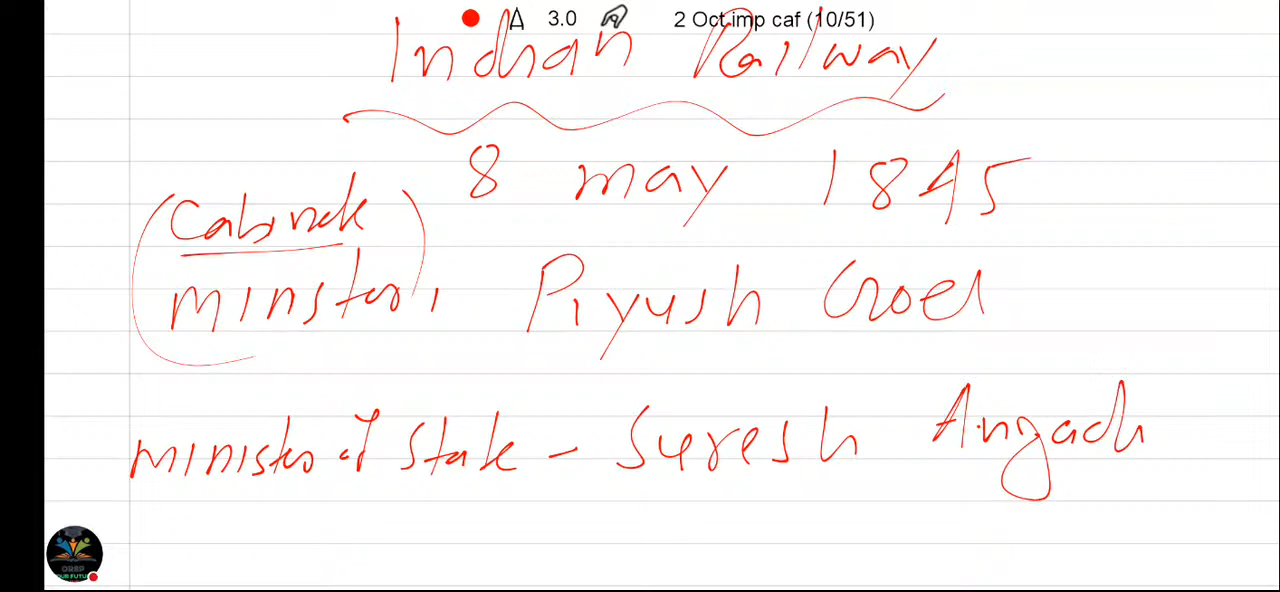 A 3.0 2 Oct imp caf (10/51)
Indian Railway
8 may 1845
(Cabinet
minster) Piyush Goel
minister of State - Suresh Angadi